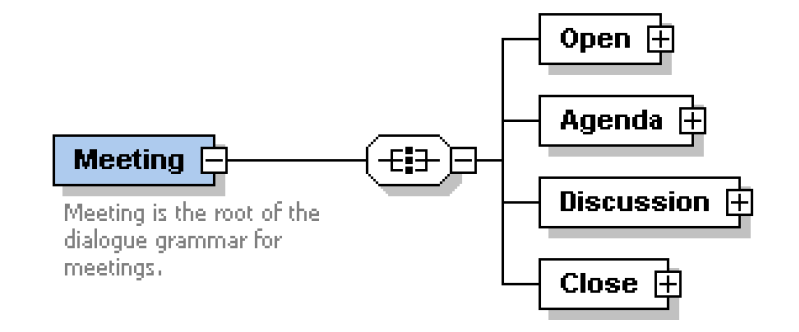 Open
Agenda
Meeting
Discussion
Meeting is the root of the
dialogue grammar for
meetings.
Close